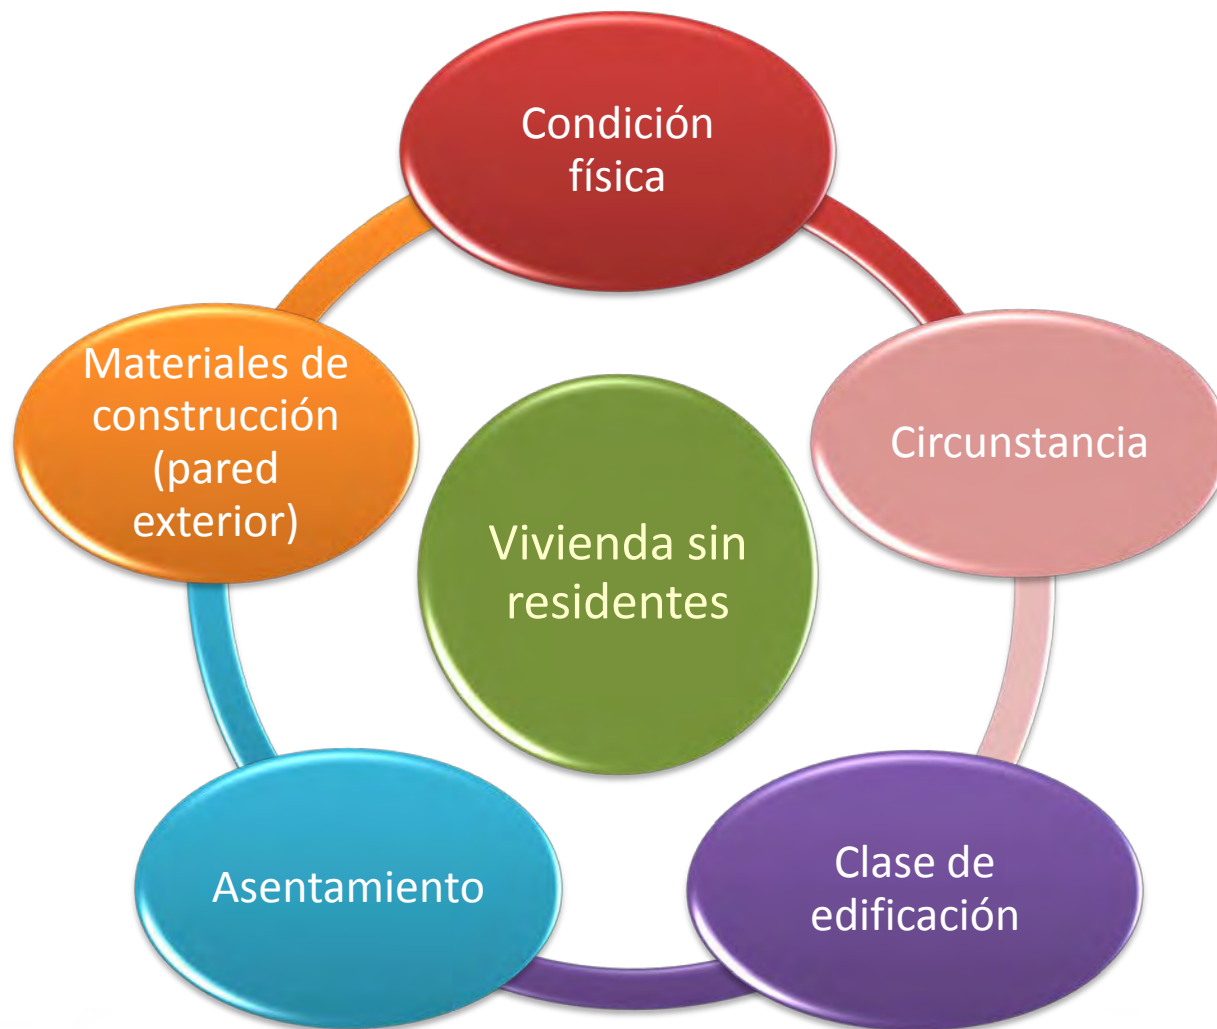 Condición
física
Circunstancia
Clase de
edificación
Asentamiento
Materiales de
construcción
(pared
exterior)
Vivienda sin
residentes